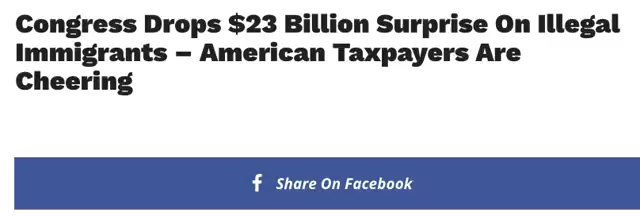 Congress Drops $23 Billion Surprise On Illegal
Immigrants – American Taxpayers Are
Cheering
Share On Facebook